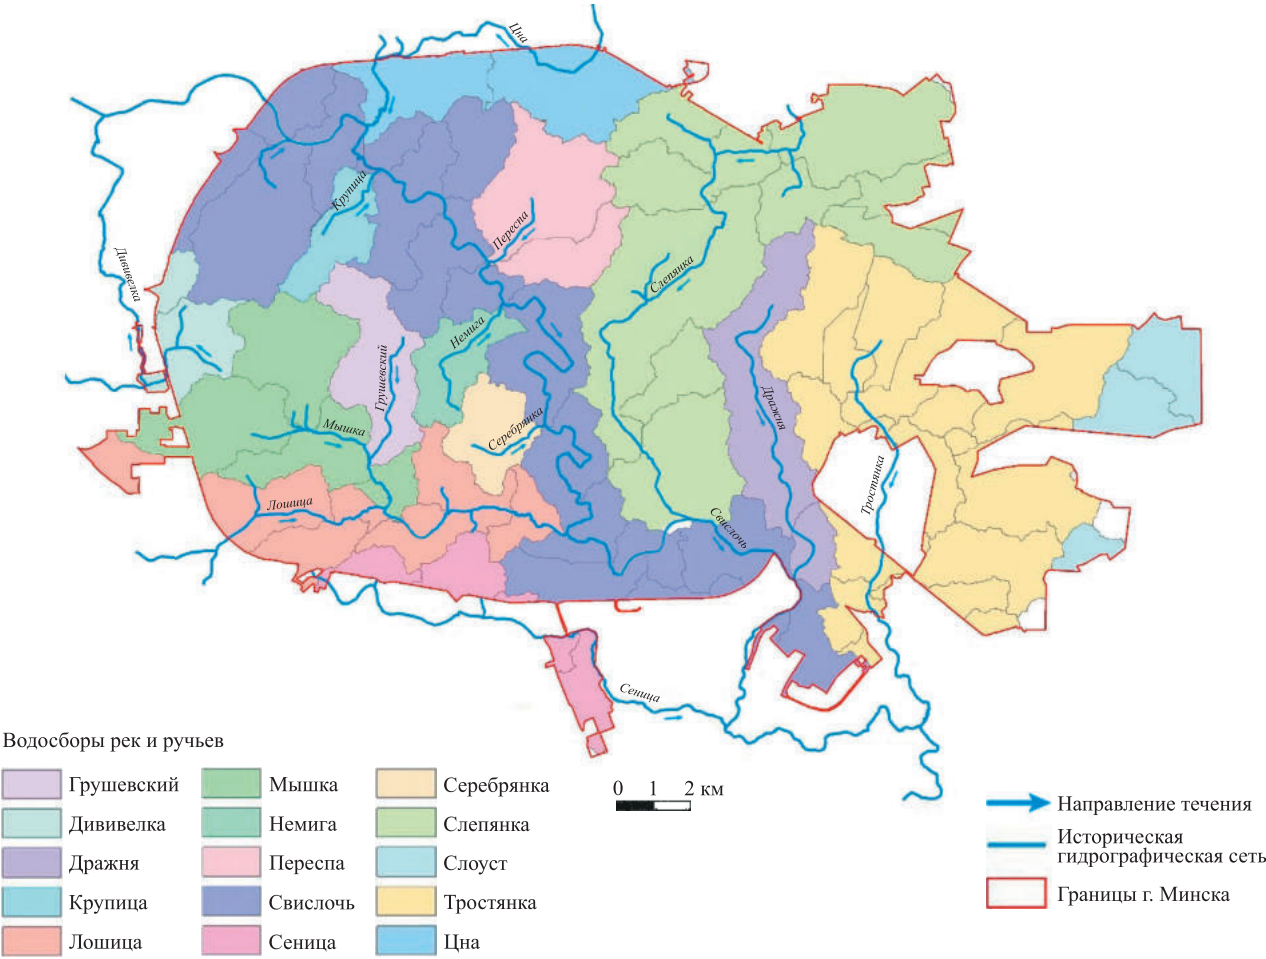 Цна
Крупица
Дививелка
Переспа
Слепянка
Немига
Грушевский
Дражня
Мышка
Серебрянка
Тростянка
Лошица
Свислочь
Сеница
Водосборы рек и ручьев
Грушевский
Дививелка
Дражня
Крупица
Лошица
Мышка
Немига
Переспа
Свислочь
Сеница
Серебрянка
Слепянка
Слоуст
Тростянка
Цна
0 1 2 км
Направление течения
Историческая
гидрографическая сеть
Границы г. Минска